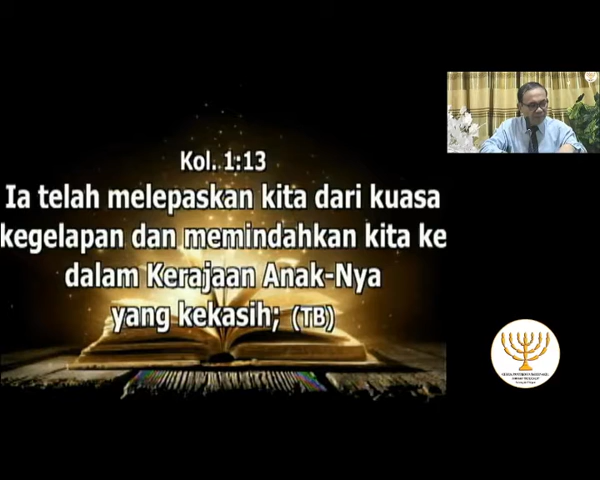 Kol. 1:13
Ia telah melepaskan kita dari kuasa
kegelapan dan memindahkan kita ke
dalam Kerajaan Anak-Nya
yang kekasih; (TB)